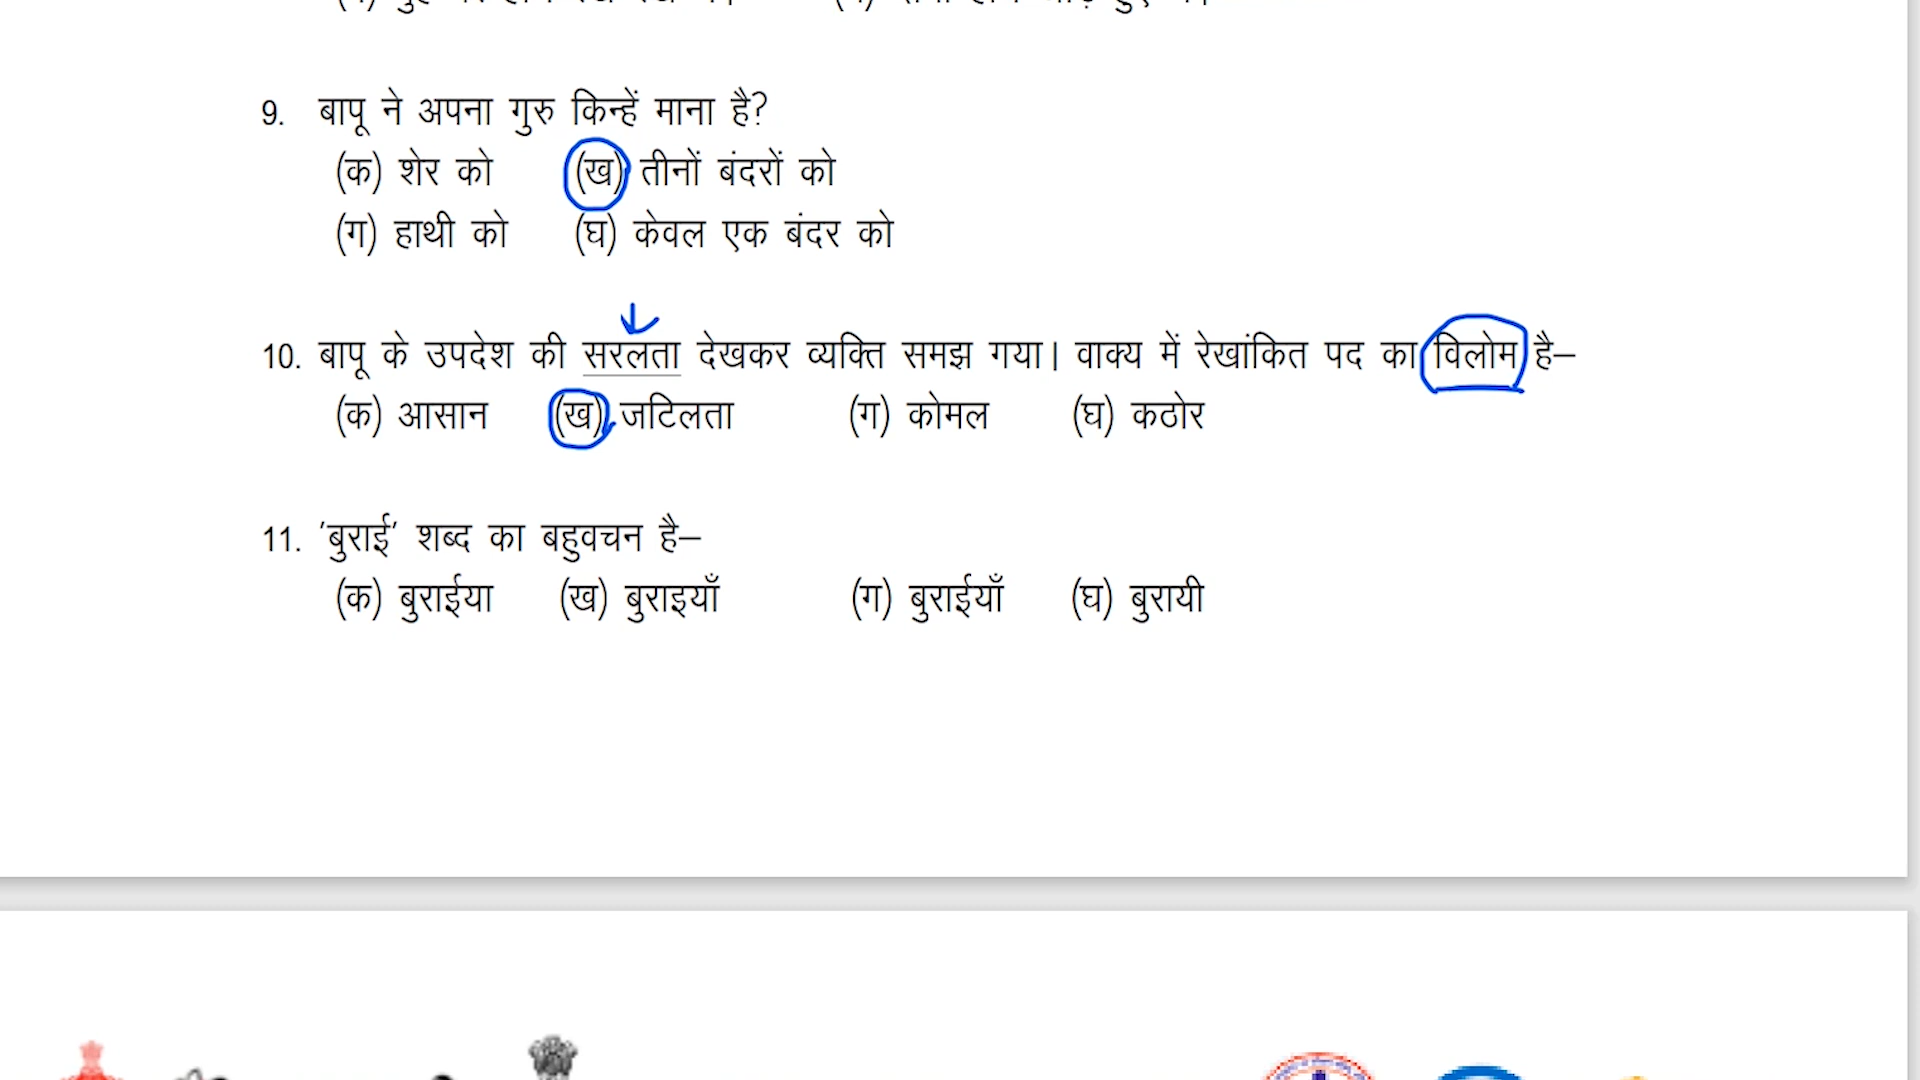 9. बापू ने अपना गुरु किन्हें माना है?
(क) शेर को (ख) तीनों बंदरों को
(ग) हाथी को (घ) केवल एक बंदर को
10. बापू के उपदेश की सरलता देखकर व्यक्ति समझ गया। वाक्य में रेखांकित पद का विलोम है–
(क) आसान (ख) जटिलता (ग) कोमल (घ) कठोर
11. 'बुराई' शब्द का बहुवचन है–
(क) बुराईया (ख) बुराइयाँ (ग) बुराईयाँ (घ) बुरायी